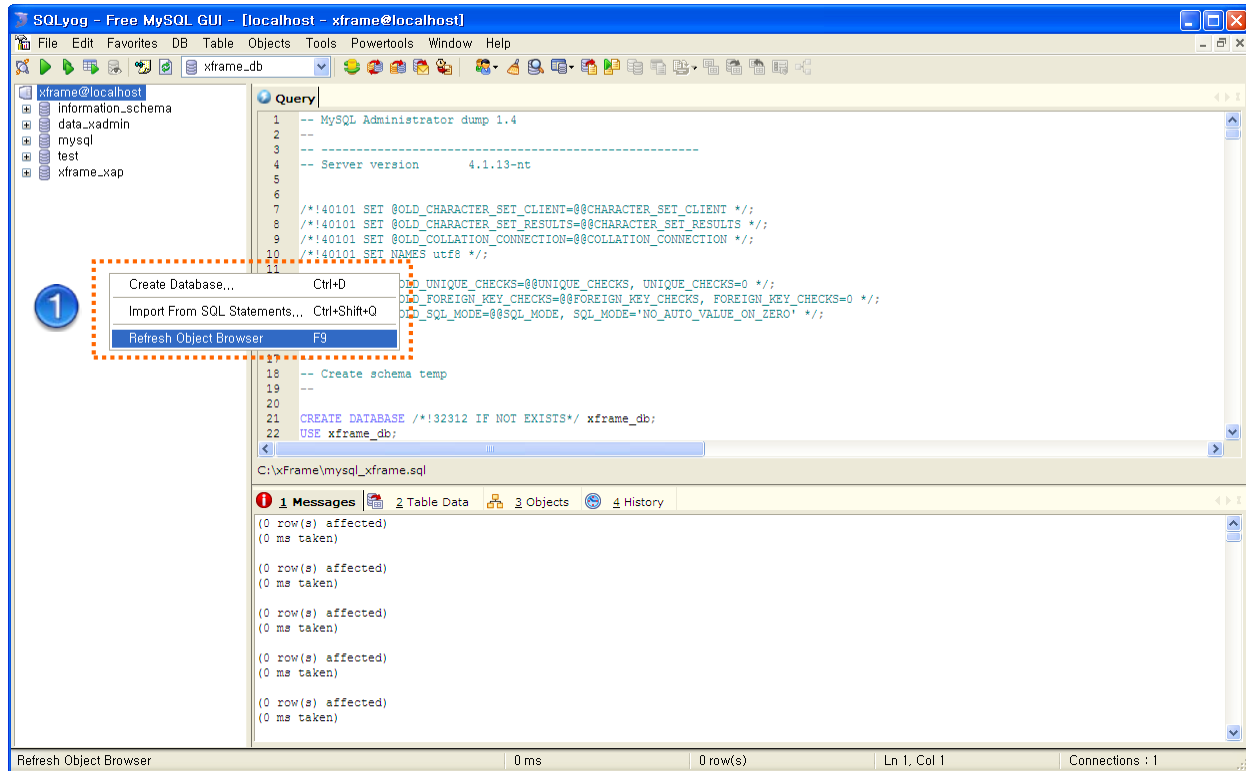 SQLyog - Free MySQL GUI - [localhost - xframe@localhost]
File Edit Favorites DB Table Objects Tools Powertools Window Help
xframe_db
xframe@localhost
information_schema
data_xadmin
mysql
test
xframe_xap
Query
1 -- MySQL Administrator dump 1.4
2 --
3 -- ------------------------------------------------------
4 -- Server version 4.1.13-nt
5
6
7 /*!40101 SET @OLD_CHARACTER_SET_CLIENT=@@CHARACTER_SET_CLIENT */;
8 /*!40101 SET @OLD_CHARACTER_SET_RESULTS=@@CHARACTER_SET_RESULTS */;
9 /*!40101 SET @OLD_COLLATION_CONNECTION=@@COLLATION_CONNECTION */;
10 /*!40101 SET NAMES utf8 */;
11
OLD_UNIQUE_CHECKS=@@UNIQUE_CHECKS, UNIQUE_CHECKS=0 */;
OLD_FOREIGN_KEY_CHECKS=@@FOREIGN_KEY_CHECKS, FOREIGN_KEY_CHECKS=0 */;
OLD_SQL_MODE=@@SQL_MODE, SQL_MODE='NO_AUTO_VALUE_ON_ZERO' */;
1
Create Database... Ctrl+D
Import From SQL Statements... Ctrl+Shift+Q
Refresh Object Browser F9
17 --
18 -- Create schema temp
19 --
20
21 CREATE DATABASE /*!32312 IF NOT EXISTS*/ xframe_db;
22 USE xframe_db;
C:\xFrame\mysql_xframe.sql
1 Messages 2 Table Data 3 Objects 4 History
(0 row(s) affected)
(0 ms taken)
(0 row(s) affected)
(0 ms taken)
(0 row(s) affected)
(0 ms taken)
(0 row(s) affected)
(0 ms taken)
(0 row(s) affected)
(0 ms taken)
Refresh Object Browser 0 ms 0 row(s) Ln 1, Col 1 Connections : 1